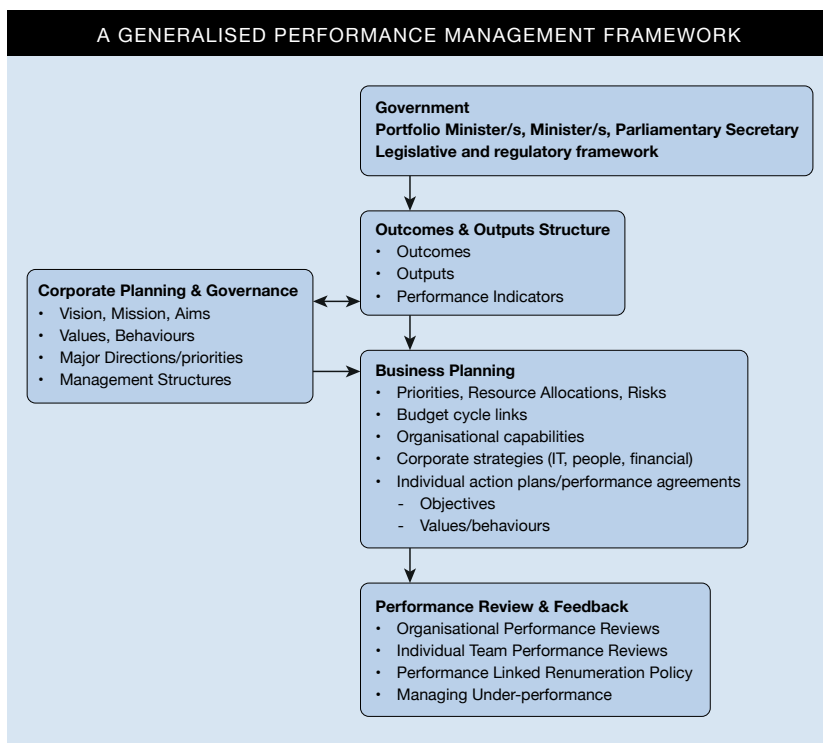 A GENERALISED PERFORMANCE MANAGEMENT FRAMEWORK
Government
Portfolio Minister/s, Minister/s, Parliamentary Secretary
Legislative and regulatory framework
Outcomes & Outputs Structure
• Outcomes
• Outputs
• Performance Indicators
Corporate Planning & Governance
• Vision, Mission, Aims
• Values, Behaviours
• Major Directions/priorities
• Management Structures
Business Planning
• Priorities, Resource Allocations, Risks
• Budget cycle links
• Organisational capabilities
• Corporate strategies (IT, people, financial)
• Individual action plans/performance agreements
- Objectives
- Values/behaviours
Performance Review & Feedback
• Organisational Performance Reviews
• Individual Team Performance Reviews
• Performance Linked Renumeration Policy
• Managing Under-performance